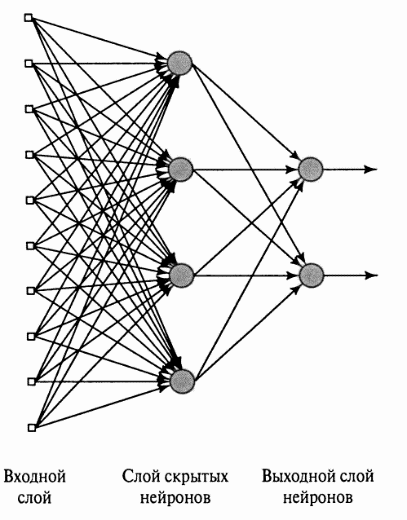 Входной
слой
Слой скрытых
нейронов
Выходной слой
нейронов